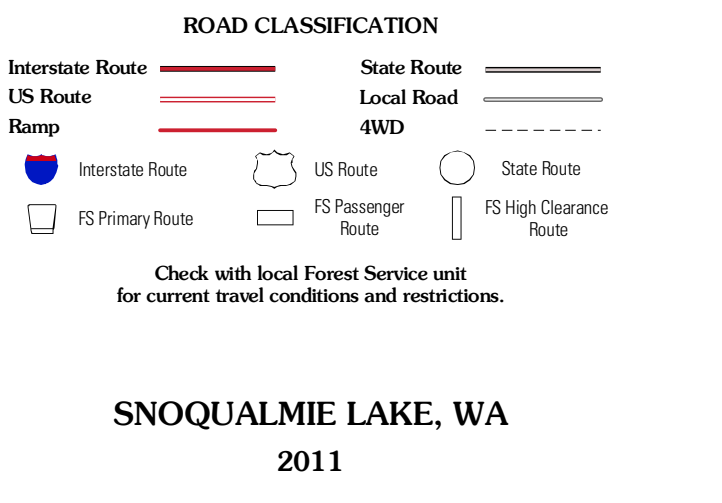 ROAD CLASSIFICATION
Interstate Route
State Route
US Route
Local Road
Ramp
4WD
Interstate Route
US Route
State Route
FS Primary Route
FS Passenger
Route
FS High Clearance
Route
Check with local Forest Service unit
for current travel conditions and restrictions.
SNOQUALMIE LAKE, WA
2011